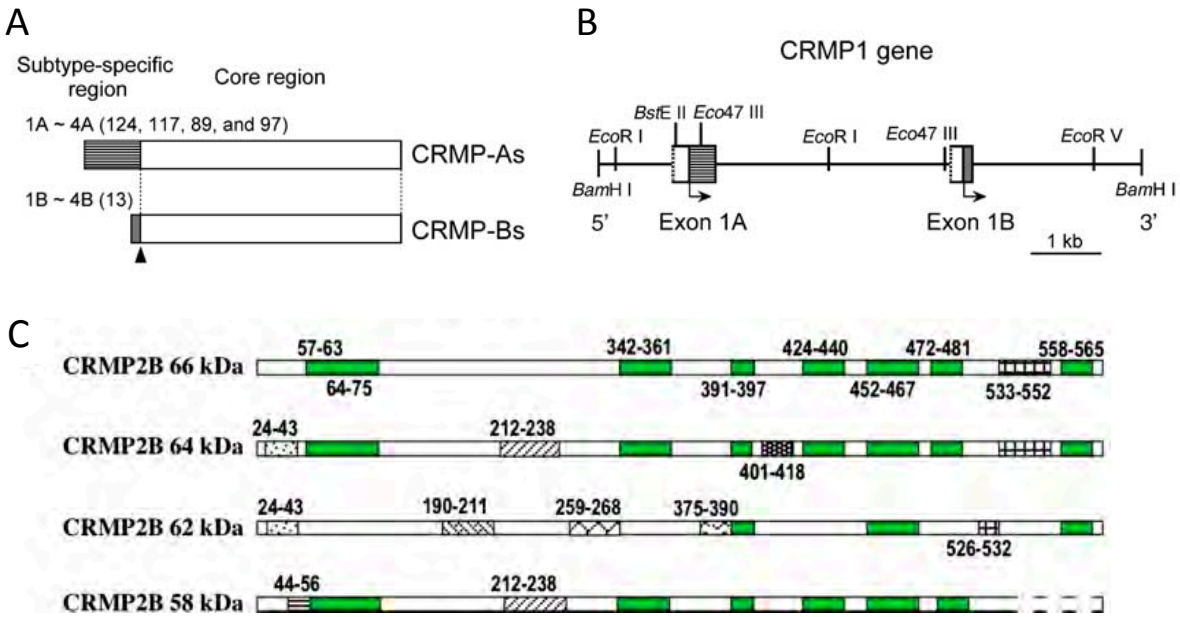 A
Subtype-specific
region
Core region
1A ~ 4A (124, 117, 89, and 97)
CRMP-As
1B ~ 4B (13)
CRMP-Bs
B
CRMP1 gene
BstE II
Eco47 III
EcoR I
EcoR I
Eco47 III
EcoR V
BamH I
BamH I
5'
Exon 1A
Exon 1B
3'
1 kb
C
57-63
342-361
424-440
472-481
558-565
CRMP2B 66 kDa
64-75
391-397
452-467
533-552
24-43
212-238
CRMP2B 64 kDa
401-418
24-43
190-211
259-268
375-390
CRMP2B 62 kDa
526-532
44-56
212-238
CRMP2B 58 kDa